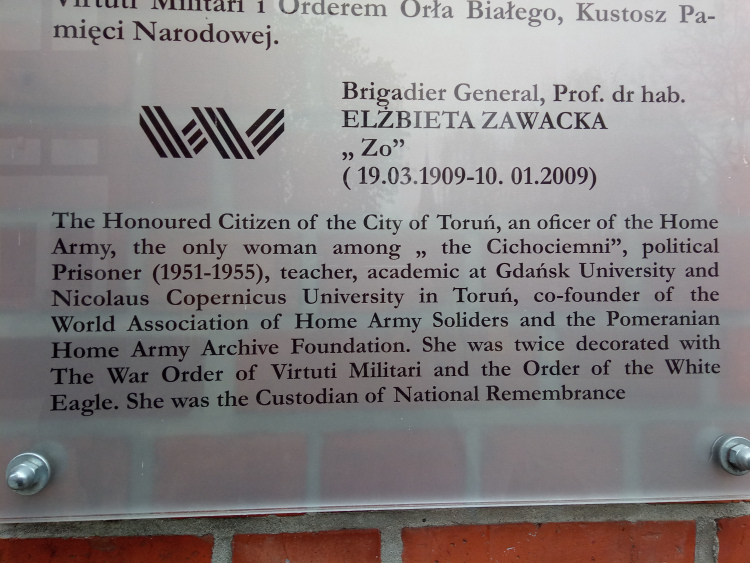 Virtuti Militari i Orderem Orła Białego, Kustosz Pa-
mięci Narodowej.
Brigadier General, Prof. dr hab.
ELŻBIETA ZAWACKA
„ Zo”
( 19.03.1909-10. 01.2009)
The Honoured Citizen of the City of Toruń, an oficer of the Home
Army, the only woman among „ the Cichociemni”, political
Prisoner (1951-1955), teacher, academic at Gdańsk University and
Nicolaus Copernicus University in Toruń, co-founder of the
World Association of Home Army Soliders and the Pomeranian
Home Army Archive Foundation. She was twice decorated with
The War Order of Virtuti Militari and the Order of the White
Eagle. She was the Custodian of National Remembrance